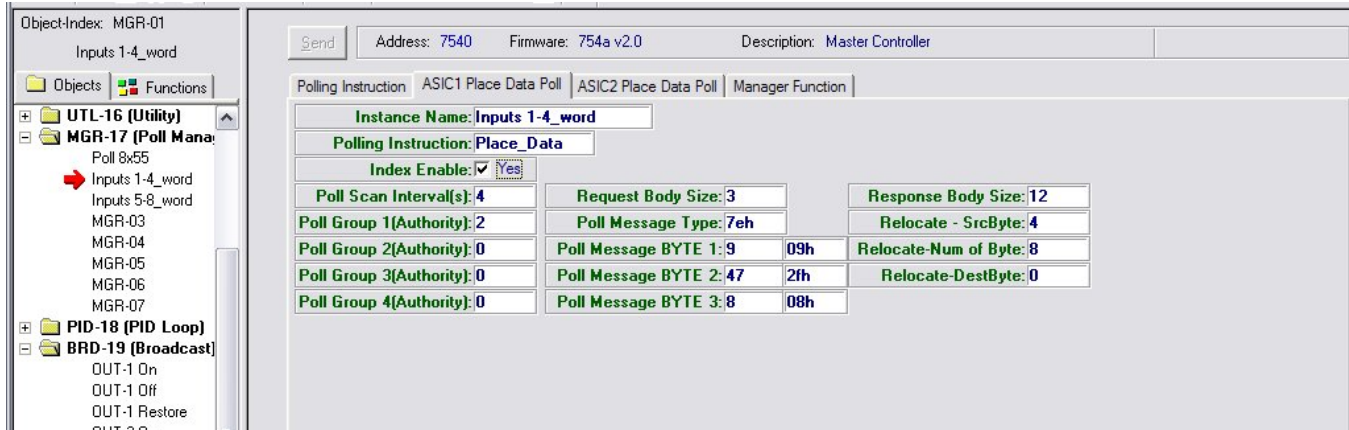 Object-Index: MGR-01
Inputs 1-4_word
Objects Functions
UTL-16 (Utility)
MGR-17 (Poll Mana
Poll 8x55
Inputs 1-4_word
Inputs 5-8_word
MGR-03
MGR-04
MGR-05
MGR-06
MGR-07
PID-18 (PID Loop)
BRD-19 (Broadcast)
OUT-1 On
OUT-1 Off
OUT-1 Restore
Send Address: 7540 Firmware: 754a v2.0 Description: Master Controller
Polling Instruction ASIC1 Place Data Poll ASIC2 Place Data Poll Manager Function
Instance Name: Inputs 1-4_word
Polling Instruction: Place_Data
Index Enable: Yes
Poll Scan Interval(s): 4 Request Body Size: 3 Response Body Size: 12
Poll Group 1(Authority): 2 Poll Message Type: 7eh Relocate - SrcByte: 4
Poll Group 2(Authority): 0 Poll Message BYTE 1: 9 09h Relocate-Num of Byte: 8
Poll Group 3(Authority): 0 Poll Message BYTE 2: 47 2fh Relocate-DestByte: 0
Poll Group 4(Authority): 0 Poll Message BYTE 3: 8 08h